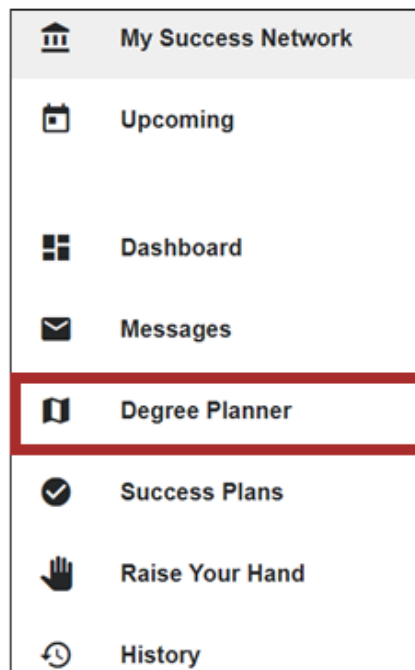 My Success Network
Upcoming
Dashboard
Messages
Degree Planner
Success Plans
Raise Your Hand
History